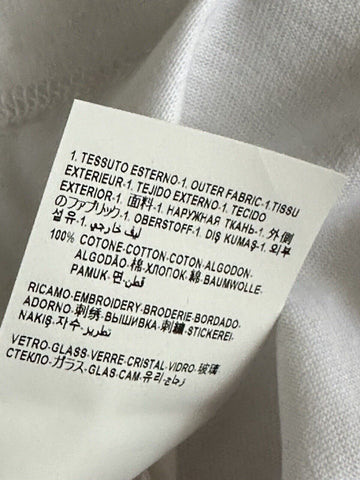 1. TESSUTO ESTERNO-1. OUTER FABRIC-1. TISSU
EXTERIEUR-1. TEJIDO EXTERNO-1. TECIDO
EXTERIOR-1. 面料-1. НАРУЖНАЯ ТКАНЬ-1. 外側
のファブリック-1. OBERSTOFF-1. DIŞ KUMAŞ-1. 외부
섬유-1. ليف خارجي
100% COTONE-COTTON-COTON-ALGODON-
ALGODÃO-棉-ХЛОПОК-綿-BAUMWOLLE-
PAMUK-면-قطن
RICAMO-EMBROIDERY-BRODERIE-BORDADO-
ADORNO-刺绣-ВЫШИВКА-刺繍-STICKEREI-
NAKIŞ-자수-تطريز
VETRO-GLASS-VERRE-CRISTAL-VIDRO-玻璃-
СТЕКЛО-ガラス-GLAS-CAM-유리-زجاج